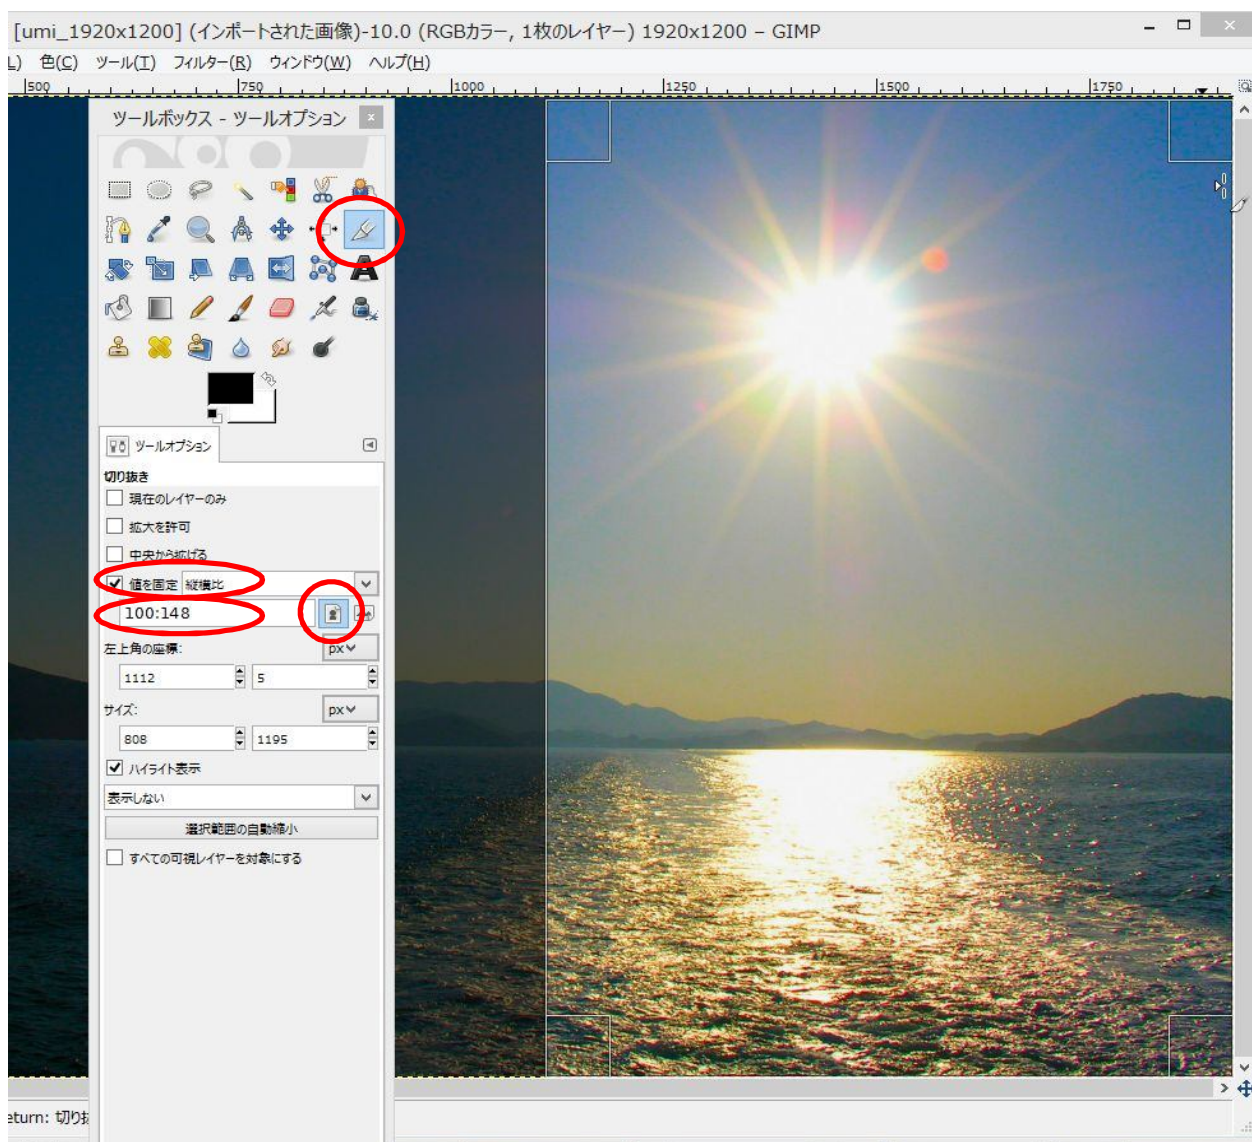 [umi_1920x1200] (インポートされた画像)-10.0 (RGBカラー, 1枚のレイヤー) 1920x1200 – GIMP
L) 色(C) ツール(T) フィルター(R) ウィンドウ(W) ヘルプ(H)
500 750 1000 1250 1500 1750
ツールボックス - ツールオプション
ツールオプション
切り抜き
現在のレイヤーのみ
拡大を許可
中央から拡げる
値を固定 縦横比
100:148
左上角の座標: px
1112 5
サイズ: px
808 1195
ハイライト表示
表示しない
選択範囲の自動縮小
すべての可視レイヤーを対象にする
eturn: 切り抜